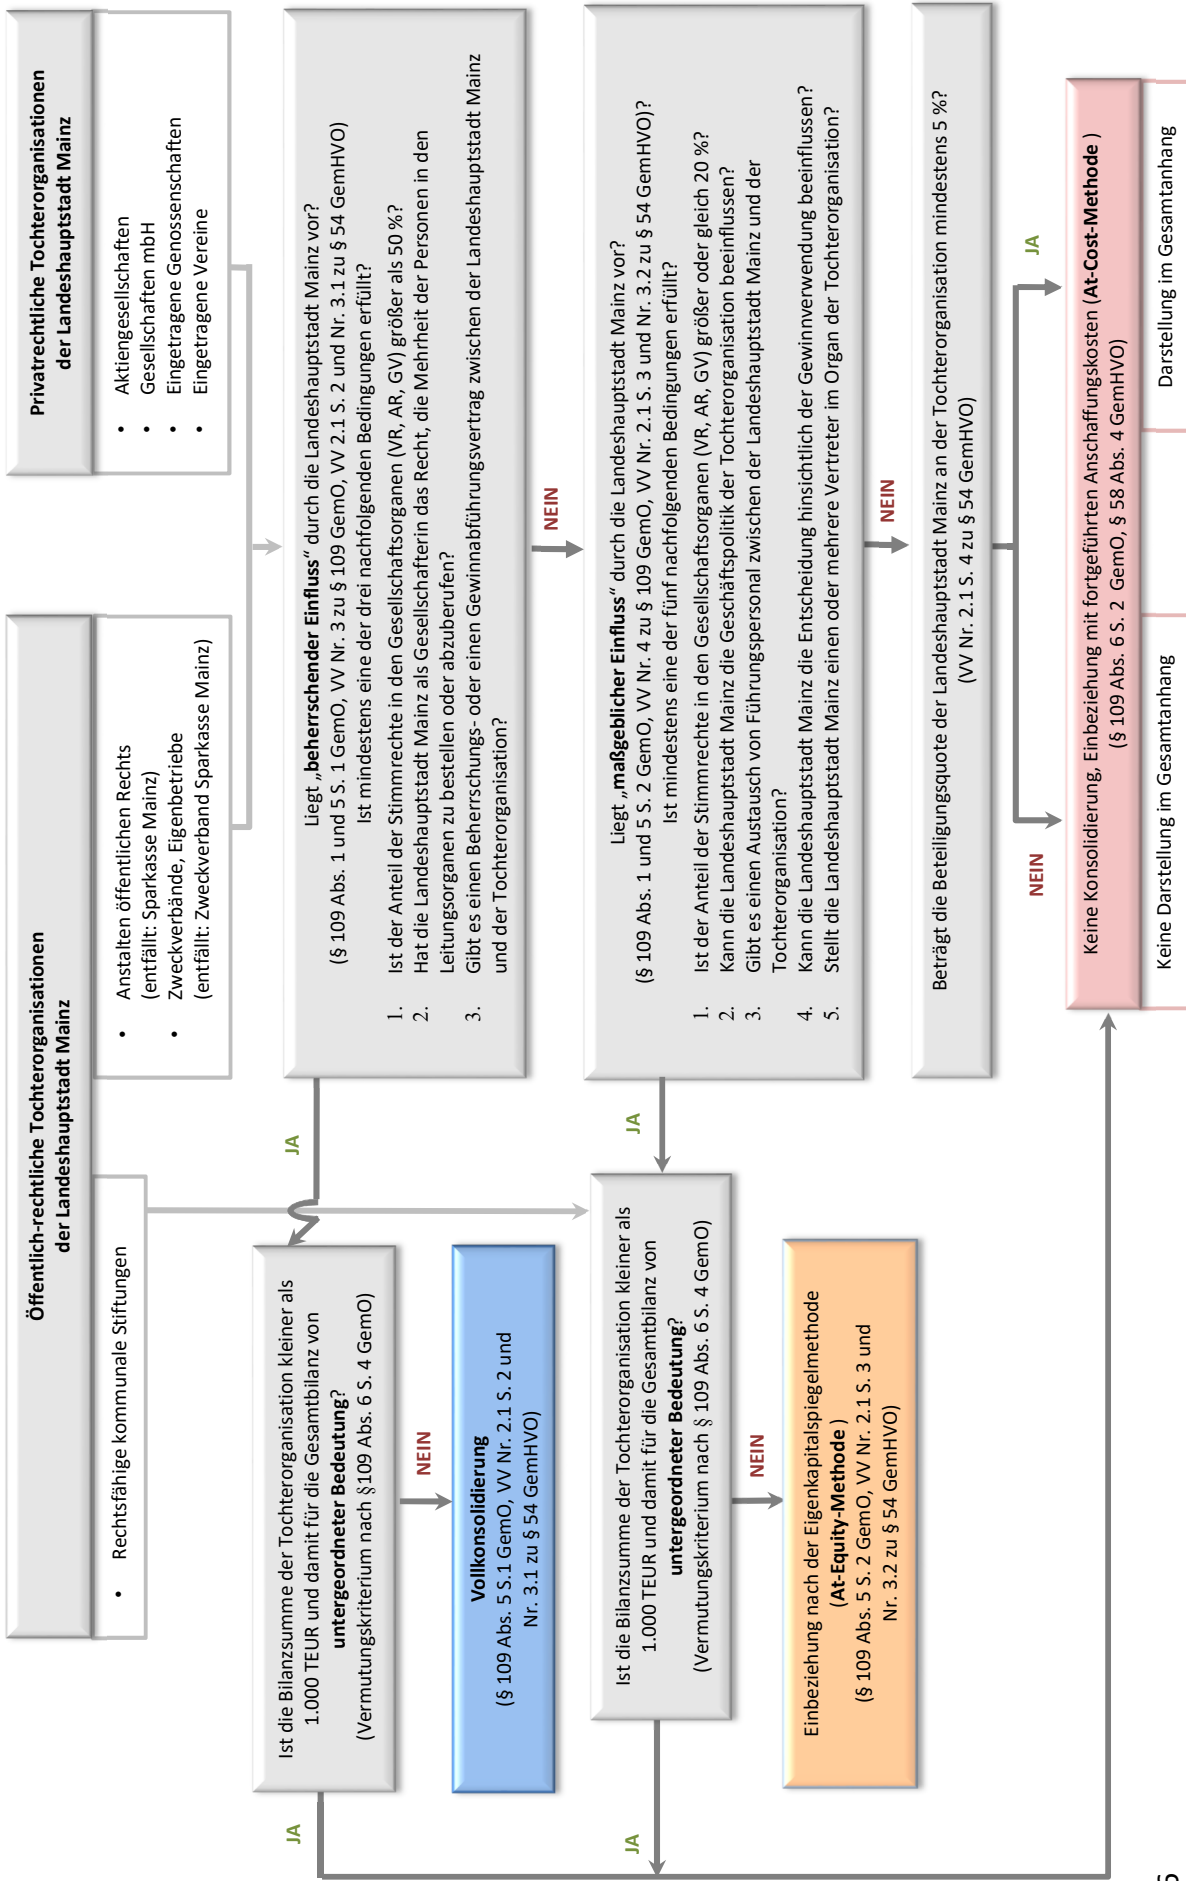 Öffentlich-rechtliche Tochterorganisationen
der Landeshauptstadt Mainz
Privatrechtliche Tochterorganisationen
der Landeshauptstadt Mainz
• Rechtsfähige kommunale Stiftungen
• Anstalten öffentlichen Rechts
(entfällt: Sparkasse Mainz)
• Zweckverbände, Eigenbetriebe
(entfällt: Zweckverband Sparkasse Mainz)
• Aktiengesellschaften
• Gesellschaften mbH
• Eingetragene Genossenschaften
• Eingetragene Vereine
Liegt „beherrschender Einfluss“ durch die Landeshauptstadt Mainz vor?
(§ 109 Abs. 1 und 5 S. 1 GemO, VV Nr. 3 zu § 109 GemO, VV 2.1 S. 2 und Nr. 3.1 zu § 54 GemHVO)
Ist mindestens eine der drei nachfolgenden Bedingungen erfüllt?
1. Ist der Anteil der Stimmrechte in den Gesellschaftsorganen (VR, AR, GV) größer als 50 %?
2. Hat die Landeshauptstadt Mainz als Gesellschafterin das Recht, die Mehrheit der Personen in den
Leitungsorganen zu bestellen oder abzuberufen?
3. Gibt es einen Beherrschungs- oder einen Gewinnabführungsvertrag zwischen der Landeshauptstadt Mainz
und der Tochterorganisation?
JA
NEIN
Ist die Bilanzsumme der Tochterorganisation kleiner als
1.000 TEUR und damit für die Gesamtbilanz von
untergeordneter Bedeutung?
(Vermutungskriterium nach §109 Abs. 6 S. 4 GemO)
JA
NEIN
Vollkonsolidierung
(§ 109 Abs. 5 S.1 GemO, VV Nr. 2.1 S. 2 und
Nr. 3.1 zu § 54 GemHVO)
Liegt „maßgeblicher Einfluss“ durch die Landeshauptstadt Mainz vor?
(§ 109 Abs. 1 und 5 S. 2 GemO, VV Nr. 4 zu § 109 GemO, VV Nr. 2.1 S. 3 und Nr. 3.2 zu § 54 GemHVO)?
Ist mindestens eine der fünf nachfolgenden Bedingungen erfüllt?
1. Ist der Anteil der Stimmrechte in den Gesellschaftsorganen (VR, AR, GV) größer oder gleich 20 %?
2. Kann die Landeshauptstadt Mainz die Geschäftspolitik der Tochterorganisation beeinflussen?
3. Gibt es einen Austausch von Führungspersonal zwischen der Landeshauptstadt Mainz und der
Tochterorganisation?
4. Kann die Landeshauptstadt Mainz die Entscheidung hinsichtlich der Gewinnverwendung beeinflussen?
5. Stellt die Landeshauptstadt Mainz einen oder mehrere Vertreter im Organ der Tochterorganisation?
JA
NEIN
Ist die Bilanzsumme der Tochterorganisation kleiner als
1.000 TEUR und damit für die Gesamtbilanz von
untergeordneter Bedeutung?
(Vermutungskriterium nach § 109 Abs. 6 S. 4 GemO)
JA
NEIN
Einbeziehung nach der Eigenkapitalspiegelmethode
(At-Equity-Methode )
(§ 109 Abs. 5 S. 2 GemO, VV Nr. 2.1 S. 3 und
Nr. 3.2 zu § 54 GemHVO)
Beträgt die Beteiligungsquote der Landeshauptstadt Mainz an der Tochterorganisation mindestens 5 %?
(VV Nr. 2.1 S. 4 zu § 54 GemHVO)
NEIN
JA
Keine Konsolidierung, Einbeziehung mit fortgeführten Anschaffungskosten (At-Cost-Methode )
(§ 109 Abs. 6 S. 2 GemO, § 58 Abs. 4 GemHVO)
Keine Darstellung im Gesamtanhang
Darstellung im Gesamtanhang